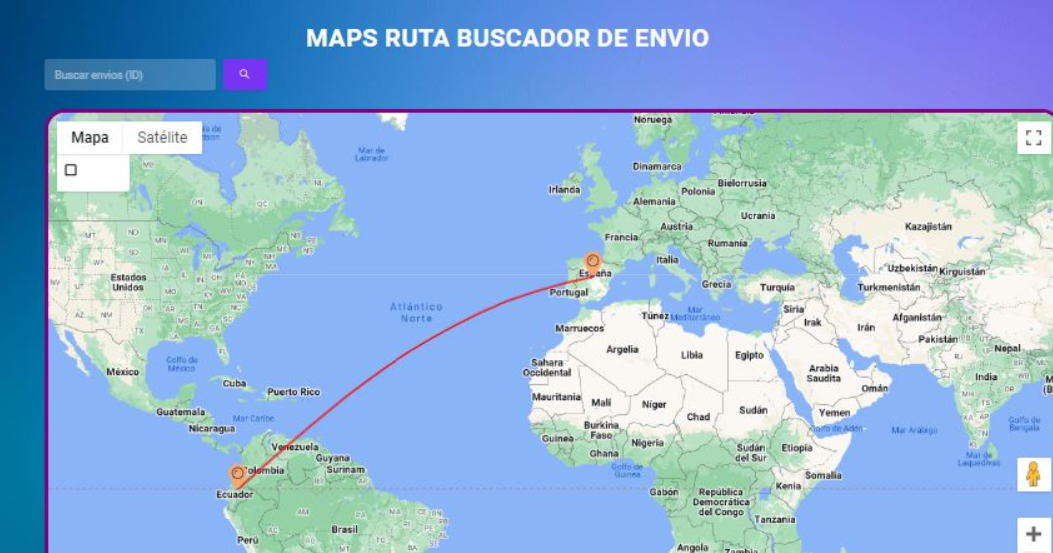 MAPS RUTA BUSCADOR DE ENVIO
Buscar envios (ID)
Mapa Satélite
Noruega
Mar de Labrador
Dinamarca
Irlanda
Polonia
Bielorrusia
Alemania
Ucrania
Austria
Kazajistán
Francia
Rumania
Italia
Uzbekistán
Kirguistán
Estados Unidos
España
Grecia
Turquía
Turkmenistán
Portugal
Atlántico Norte
Túnez
Mar Mediterráneo
Siria
Irak
Irán
Afganistán
Marruecos
Pakistán
Argelia
Libia
Egipto
Nepal
Golfo de México
México
Sahara Occidental
Arabia Saudita
India
Cuba
Puerto Rico
Omán
Mauritania
Malí
Níger
Chad
Sudán
Yemen
Guatemala
Mar Caribe
Nicaragua
Burkina Faso
Golfo de Adén
Mar Arábigo
Golfo de Bengala
Guinea
Nigeria
Ghana
Sudán del Sur
Etiopía
Venezuela
Guyana
Surinam
Colombia
Mar de Laquedivas
Somalia
Golfo de Guinea
Ecuador
Gabón
República Democrática del Congo
Kenia
Tanzania
Brasil
Perú
Angola
Zambia